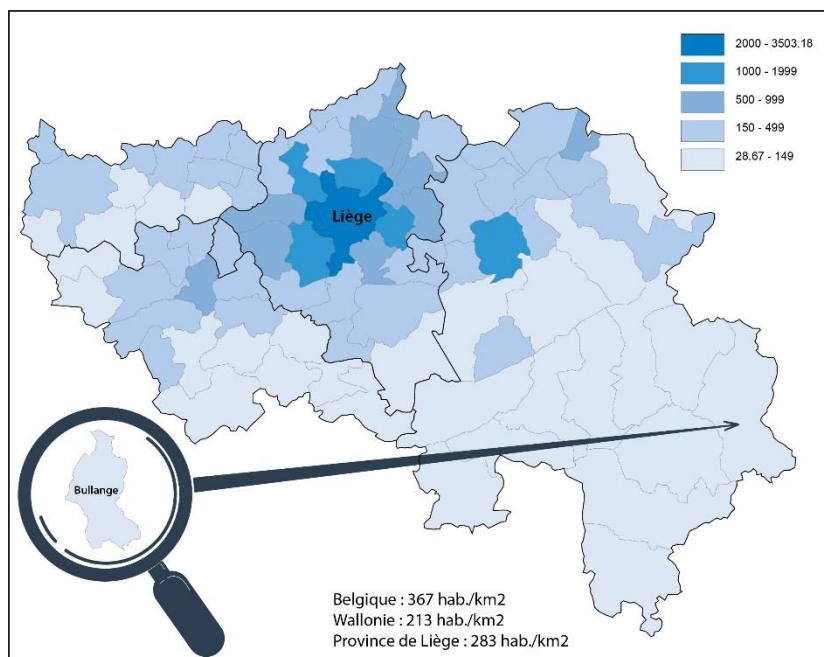 2000 - 3503.18
1000 - 1999
500 - 999
150 - 499
28.67 - 149
Liège
Bullange
Belgique : 367 hab./km2
Wallonie : 213 hab./km2
Province de Liège : 283 hab./km2